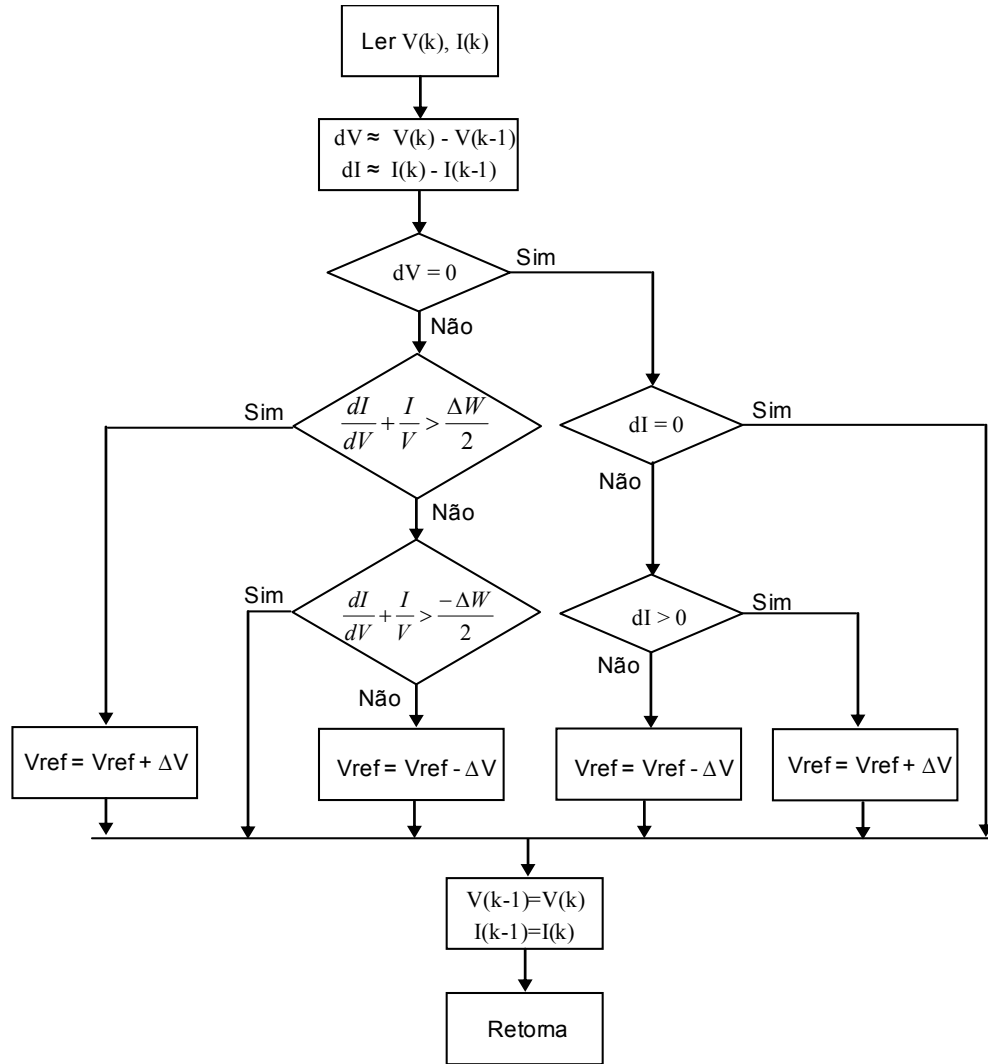 Ler V(k), I(k)
dV ≈ V(k) - V(k-1)
dI ≈ I(k) - I(k-1)
dV = 0
Sim
Não
dI/dV + I/V > ΔW/2
Sim
Não
dI = 0
Sim
Não
dI/dV + I/V > -ΔW/2
Sim
Não
dI > 0
Sim
Não
Vref = Vref + ΔV
Vref = Vref - ΔV
Vref = Vref - ΔV
Vref = Vref + ΔV
V(k-1)=V(k)
I(k-1)=I(k)
Retorna